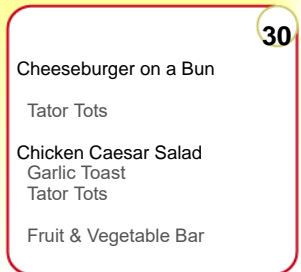 30
Cheeseburger on a Bun
Tator Tots
Chicken Caesar Salad
Garlic Toast
Tator Tots
Fruit & Vegetable Bar